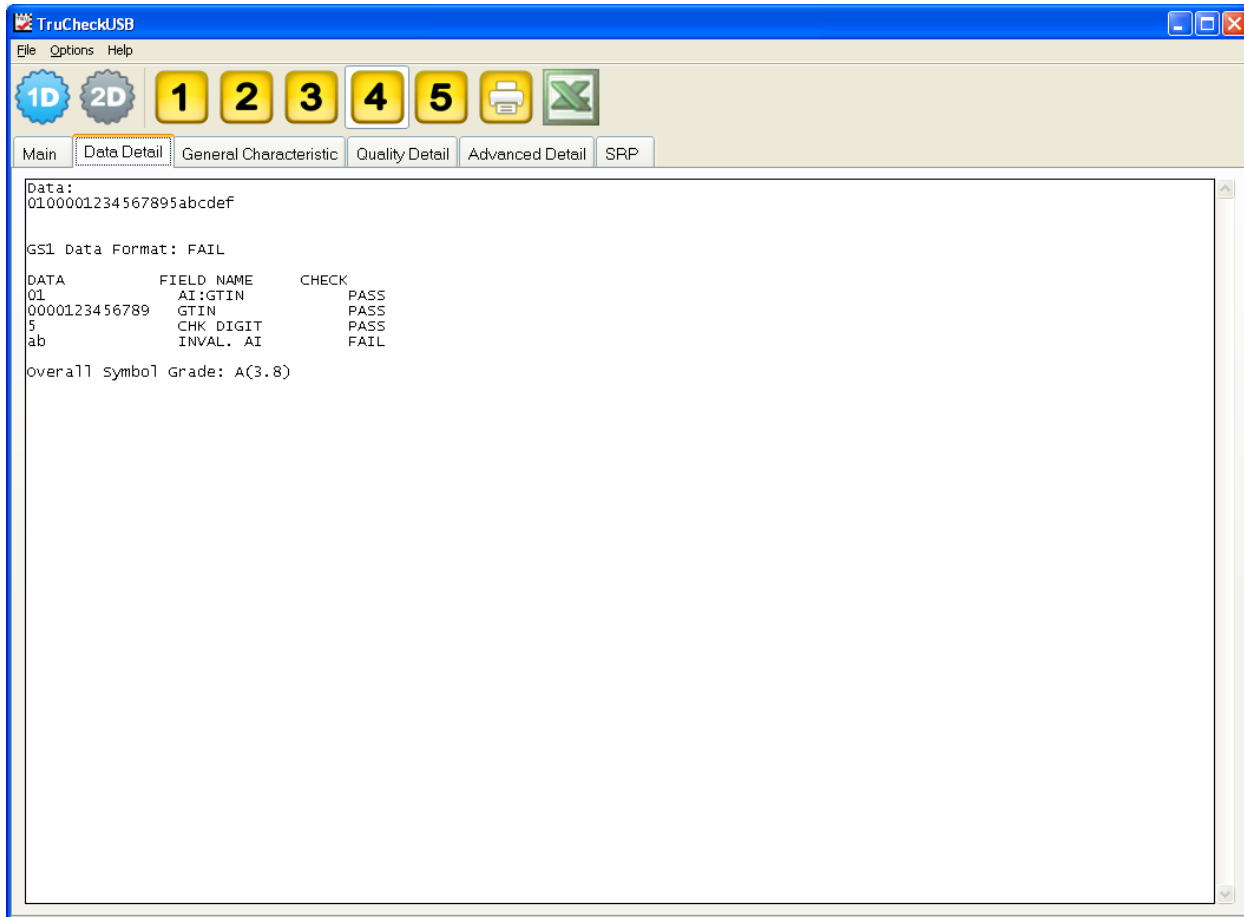 TruCheckUSB
File Options Help
1D 2D 1 2 3 4 5
Main Data Detail General Characteristic Quality Detail Advanced Detail SRP
Data:
0100001234567895abcdef
GS1 Data Format: FAIL
DATA FIELD NAME CHECK
01 AI:GTIN PASS
0000123456789 GTIN PASS
5 CHK DIGIT PASS
ab INVAL. AI FAIL
Overall Symbol Grade: A(3.8)